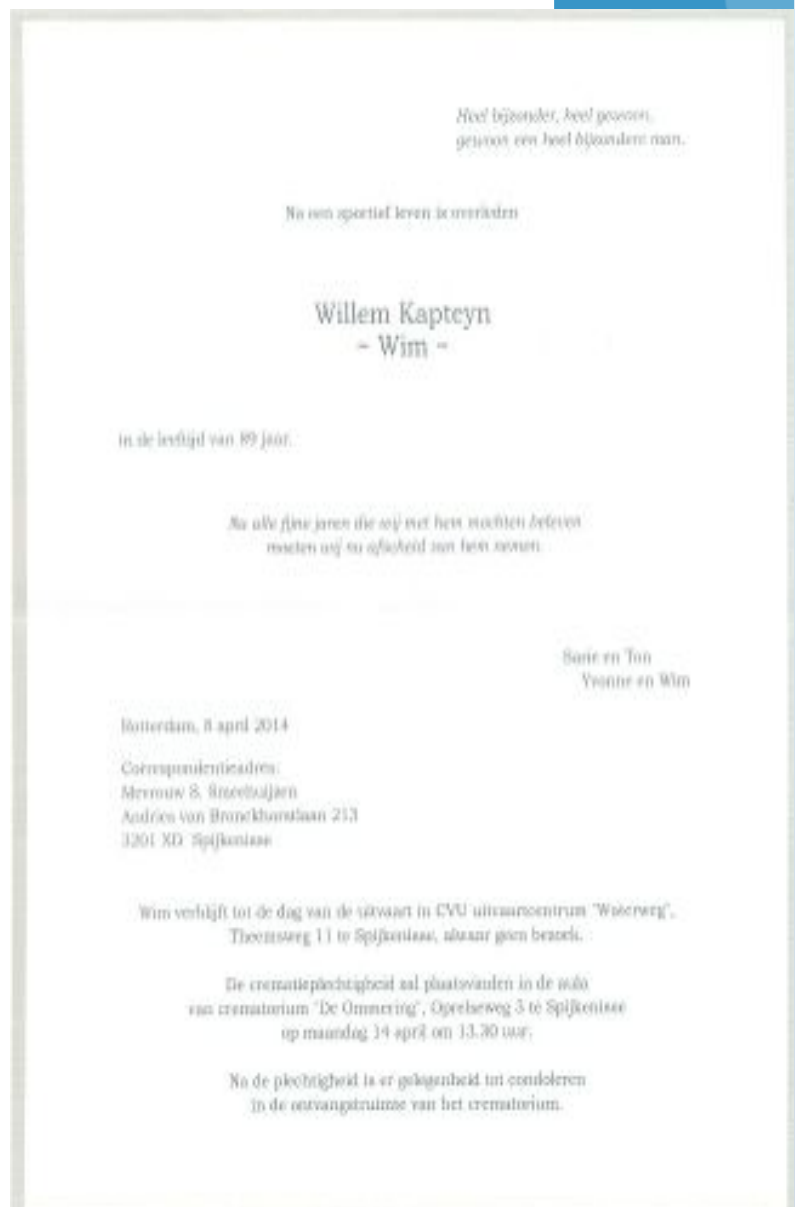 Heel bijzonder, heel gewoon,
gewoon een heel bijzondere man.
Na een sportief leven is overleden
Willem Kapteyn
- Wim -
in de leeftijd van 89 jaar.
Na alle fijne jaren die wij met hem mochten beleven
moeten wij nu afscheid van hem nemen.
Sarie en Ton
Yvonne en Wim
Rotterdam, 8 april 2014
Correspondentieadres:
Mevrouw S.
Andries van Bronckhorstlaan 213
3201 XD Spijkenisse
Wim verblijft tot de dag van de uitvaart in CVU uitvaartcentrum "Waterweg",
Theemsweg 11 te Spijkenisse, alwaar geen bezoek.
De crematieplechtigheid zal plaatsvinden in de aula
van crematorium "De Ommering", Oprelseweg 3 te Spijkenisse
op maandag 14 april om 13.30 uur.
Na de plechtigheid is er gelegenheid tot condoleren
in de ontvangstruimte van het crematorium.